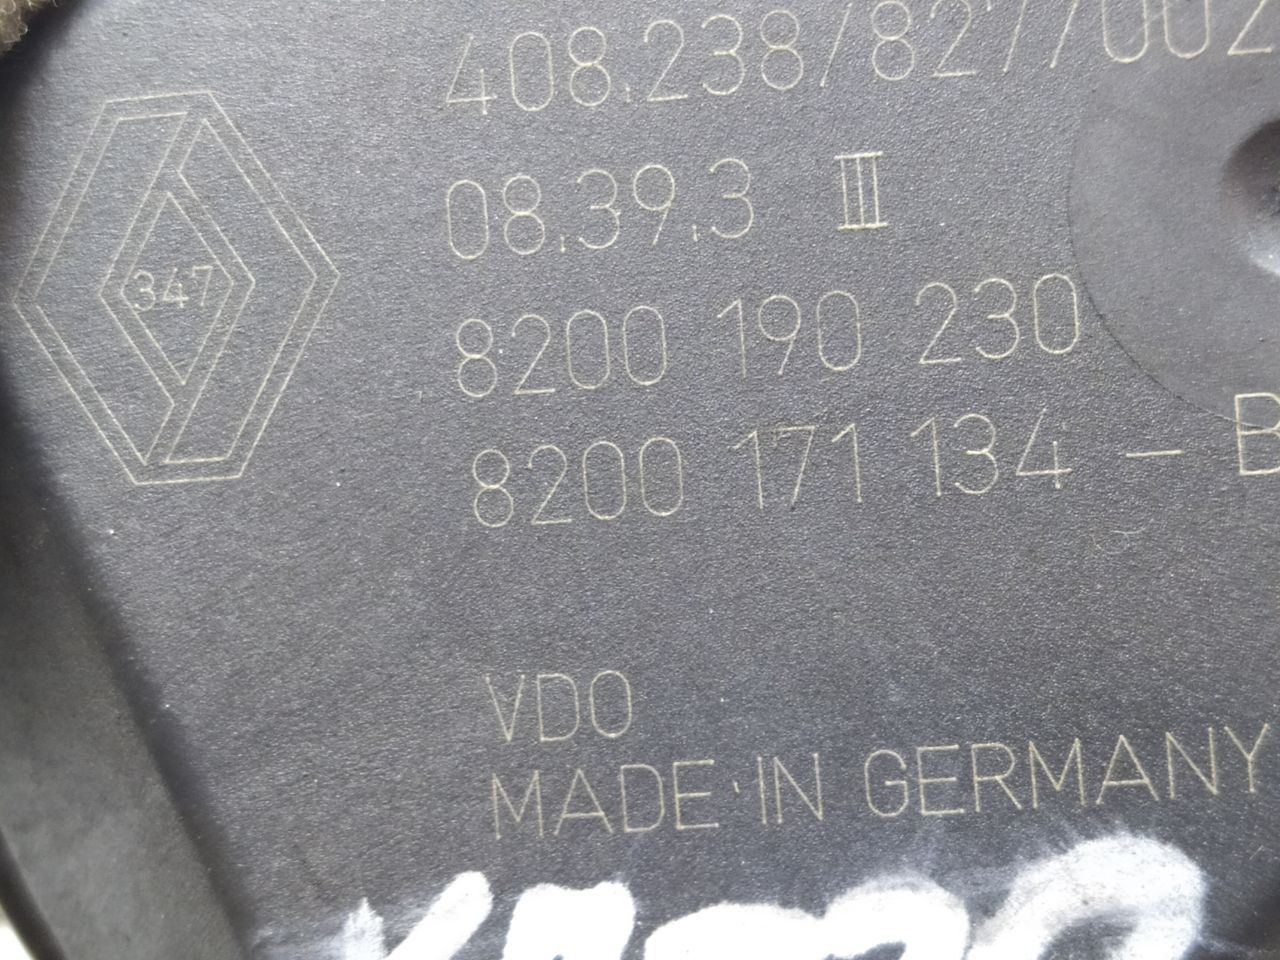 408.238/827/002
347
08.39.3 III
8200 190 230
8200 171 134 - B
VDO
MADE IN GERMANY